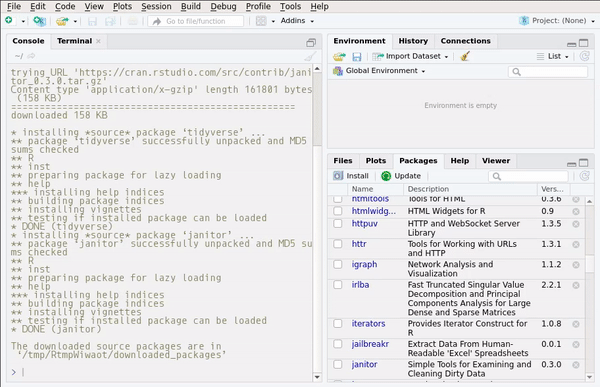 File Edit Code View Plots Session Build Debug Profile Tools Help
Go to file/function
Addins
Project: (None)
Console Terminal
~/
trying URL 'https://cran.rstudio.com/src/contrib/jani
tor_0.3.0.tar.gz'
Content type 'application/x-gzip' length 161801 bytes
(158 KB)
==================================================
downloaded 158 KB
* installing *source* package ‘tidyverse’ ...
** package ‘tidyverse’ successfully unpacked and MD5
sums checked
** R
** inst
** preparing package for lazy loading
** help
*** installing help indices
** building package indices
** installing vignettes
** testing if installed package can be loaded
* DONE (tidyverse)
* installing *source* package ‘janitor’ ...
** package ‘janitor’ successfully unpacked and MD5 su
ms checked
** R
** inst
** preparing package for lazy loading
** help
*** installing help indices
** building package indices
** installing vignettes
** testing if installed package can be loaded
* DONE (janitor)
The downloaded source packages are in
‘/tmp/RtmpWiwaot/downloaded_packages’
>
Environment History Connections
Import Dataset
List
Global Environment
Environment is empty
Files Plots Packages Help Viewer
Install Update
Name Description Vers...
htmltools Tools for HTML 0.3.6
htmlwidg... HTML Widgets for R 0.9
httpuv HTTP and WebSocket Server 1.3.5
Library
httr Tools for Working with URLs 1.3.1
and HTTP
igraph Network Analysis and 1.1.2
Visualization
irlba Fast Truncated Singular Value 2.2.1
Decomposition and Principal
Components Analysis for Large
Dense and Sparse Matrices
iterators Provides Iterator Construct for 1.0.8
R
jailbreakr Extract Data From Human- 0.0.1
Readable 'Excel' Spreadsheets
janitor Simple Tools for Examining and 0.3.0
Cleaning Dirty Data